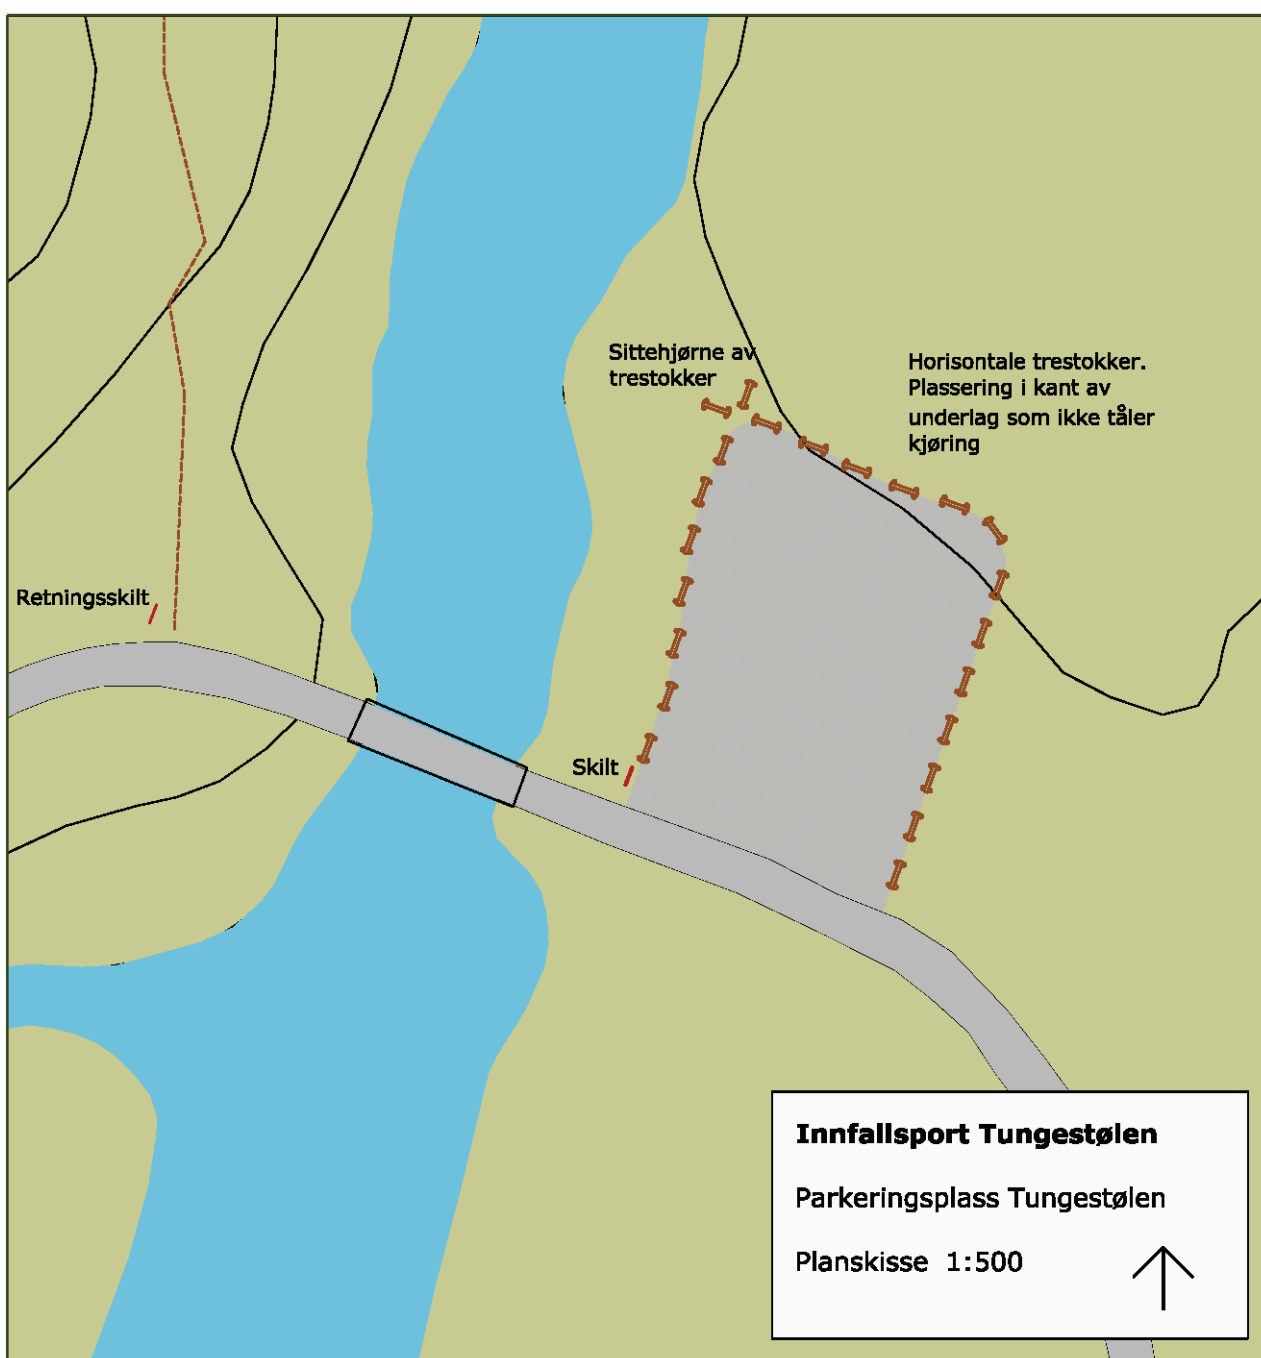 Sittehjørne av
trestokker
Horisontale trestokker.
Plassering i kant av
underlag som ikke tåler
kjøring
Retningsskilt
Skilt
Innfallsport Tungestølen
Parkeringsplass Tungestølen
Planskisse 1:500